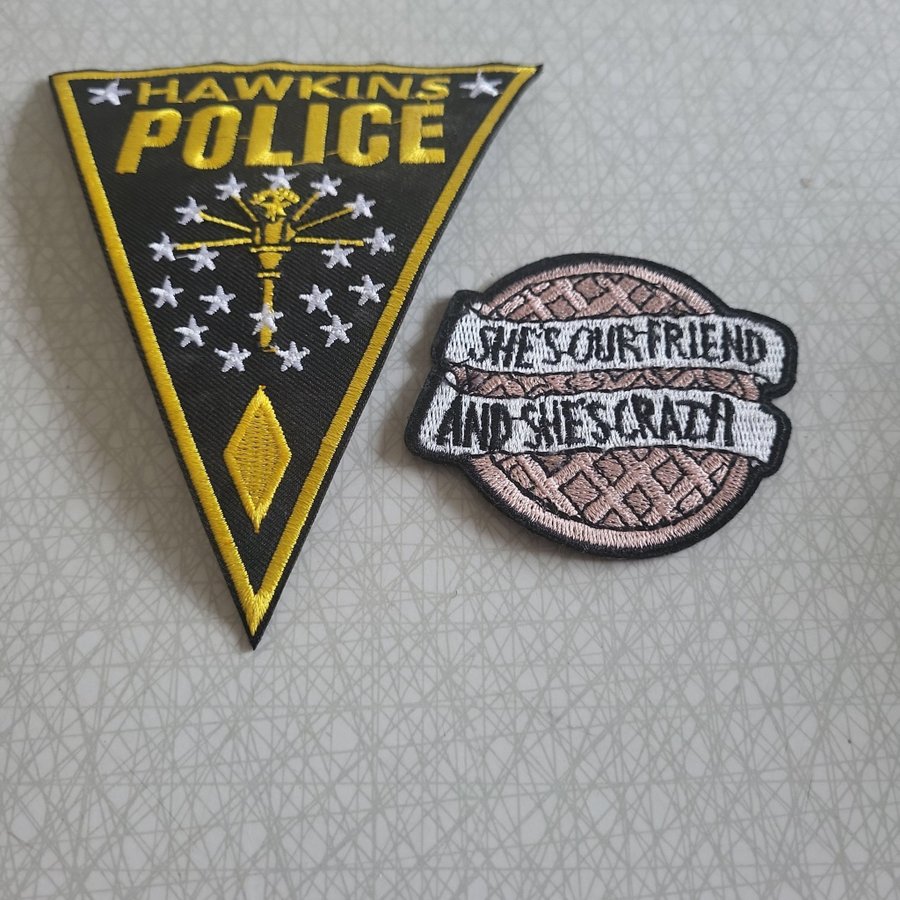 HAWKINS
POLICE
SHE'S OUR FRIEND
AND SHE'S CRAZY